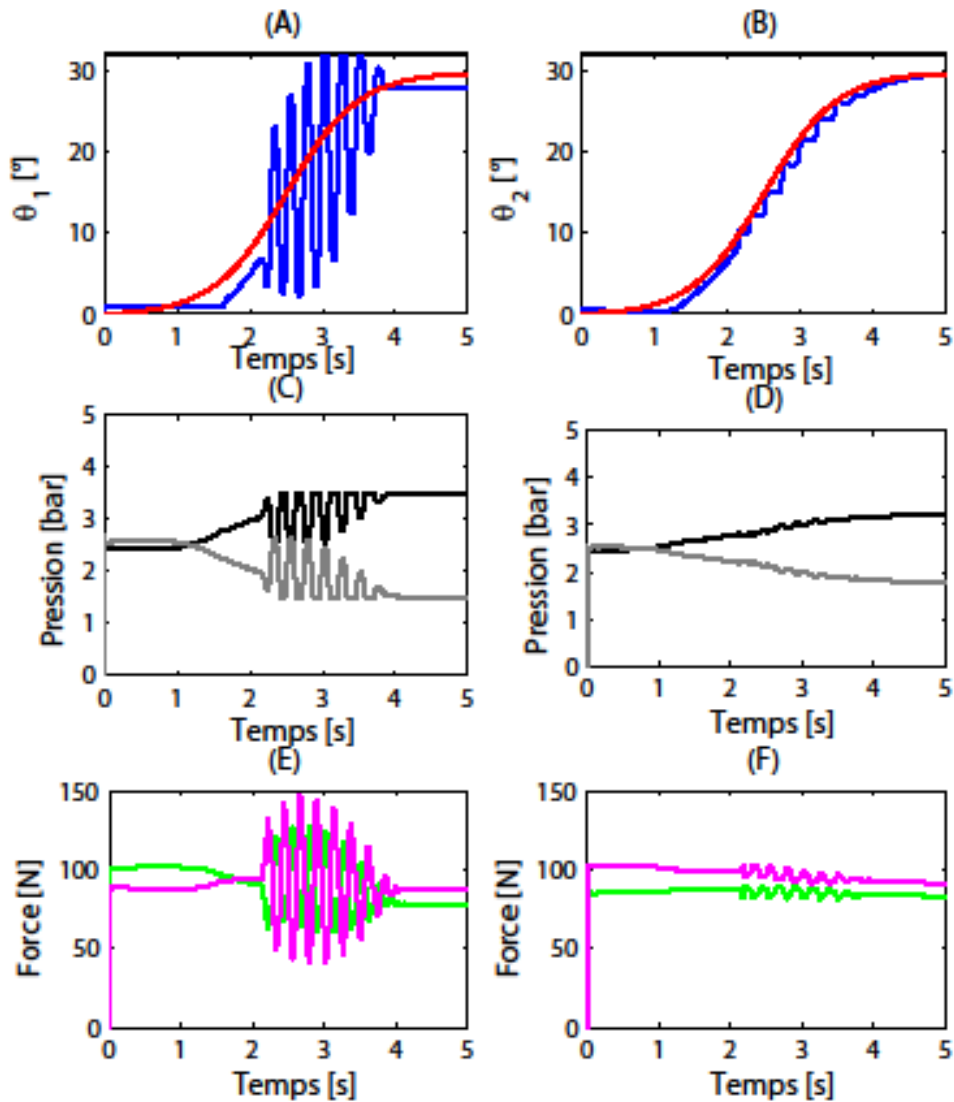 (A)
30
20
10
0
θ1 [°]
0 1 2 3 4 5
Temps [s]
(B)
30
20
10
0
θ2 [°]
0 1 2 3 4 5
Temps [s]
(C)
5
4
3
2
1
0
Pression [bar]
0 1 2 3 4 5
Temps [s]
(D)
5
4
3
2
1
0
Pression [bar]
0 1 2 3 4 5
Temps [s]
(E)
150
100
50
0
Force [N]
0 1 2 3 4 5
Temps [s]
(F)
150
100
50
0
Force [N]
0 1 2 3 4 5
Temps [s]